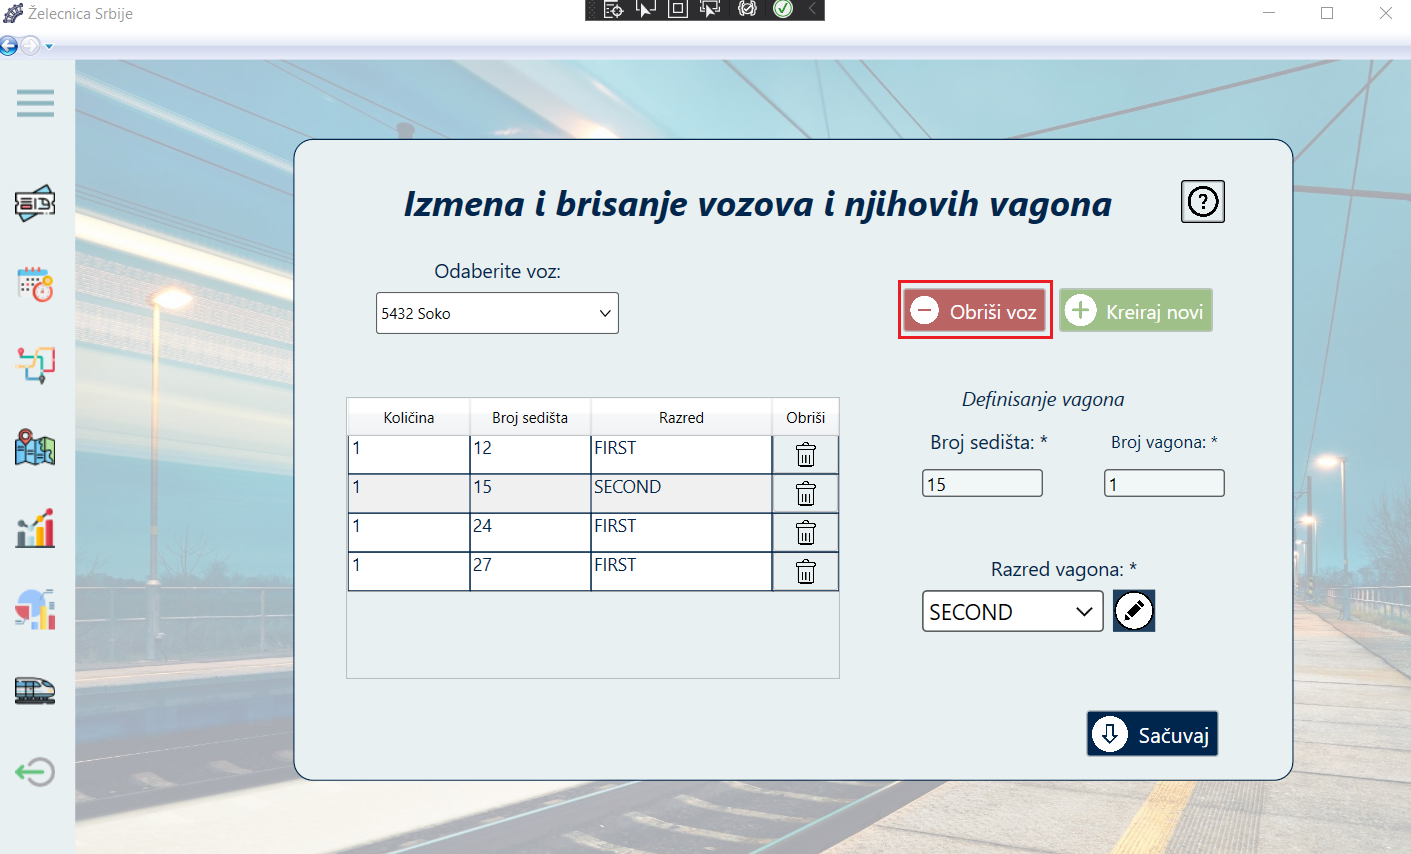 Želecnica Srbije
Izmena i brisanje vozova i njihovih vagona
?
Odaberite voz:
5432 Soko
Obriši voz
Kreiraj novi
Količina Broj sedišta Razred Obriši
1 12 FIRST
1 15 SECOND
1 24 FIRST
1 27 FIRST
Definisanje vagona
Broj sedišta: * Broj vagona: *
15 1
Razred vagona: *
SECOND
Sačuvaj